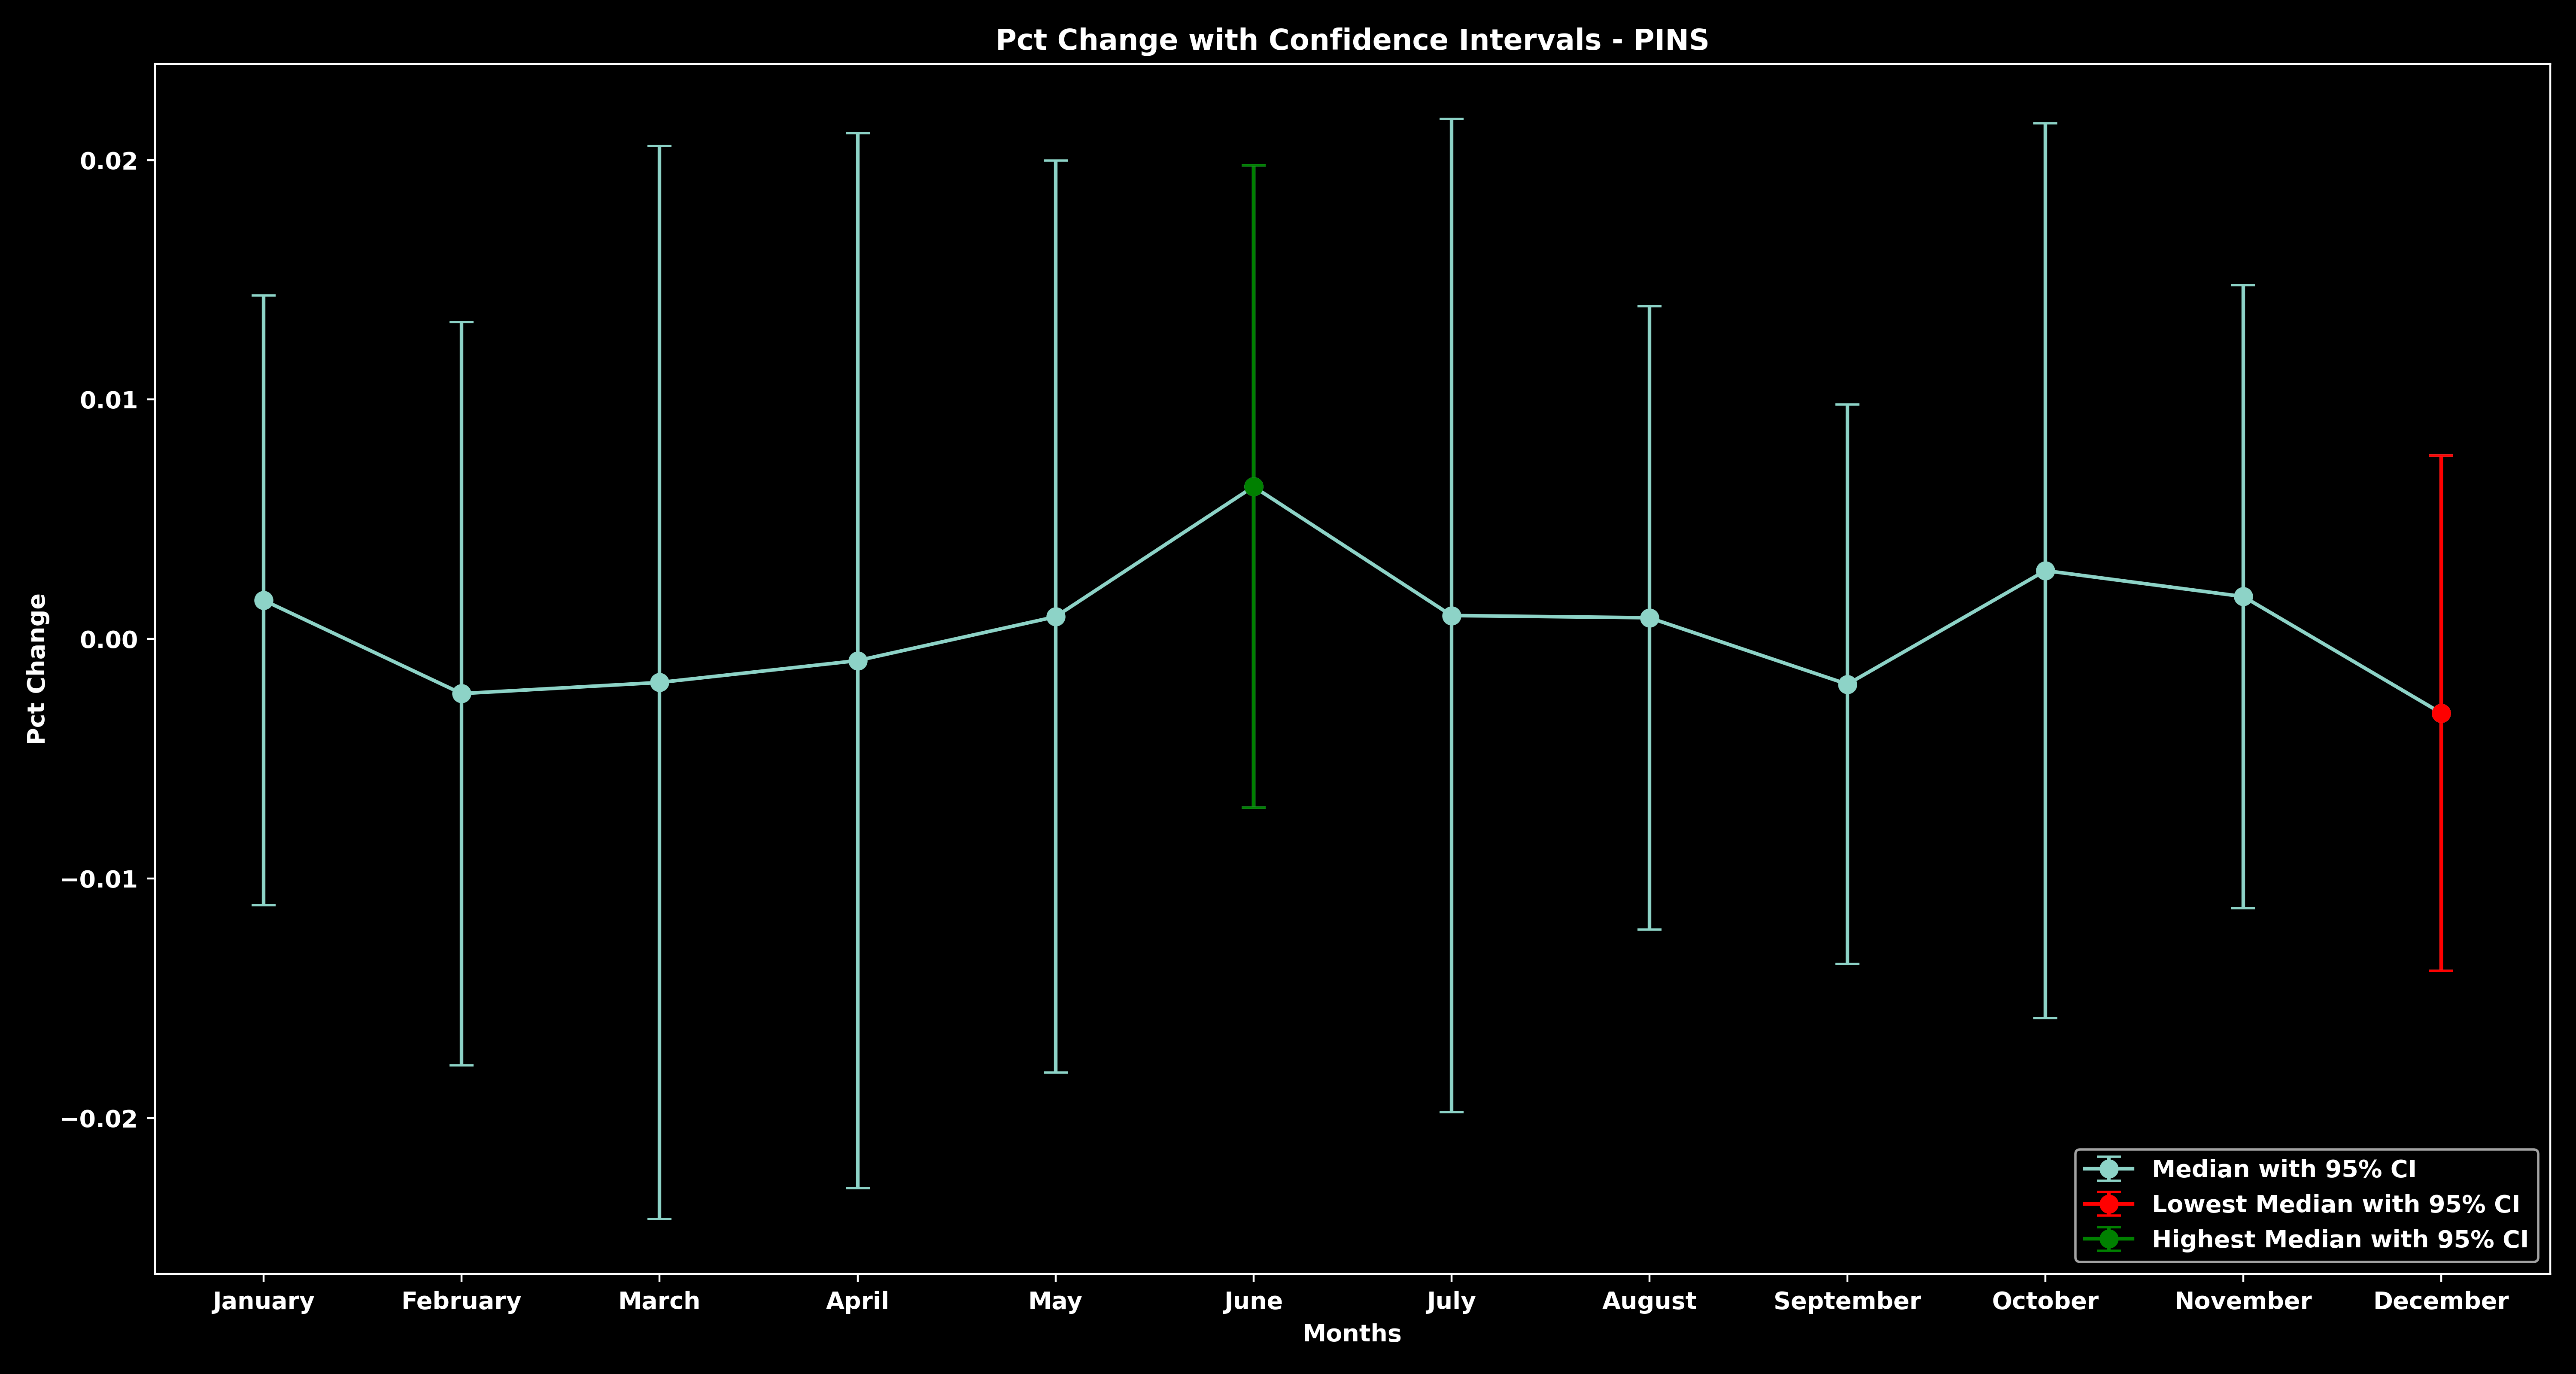 Pct Change with Confidence Intervals - PINS
0.02
0.01
0.00
−0.01
−0.02
Pct Change
Median with 95% CI
Lowest Median with 95% CI
Highest Median with 95% CI
January February March April May June July August September October November December
Months